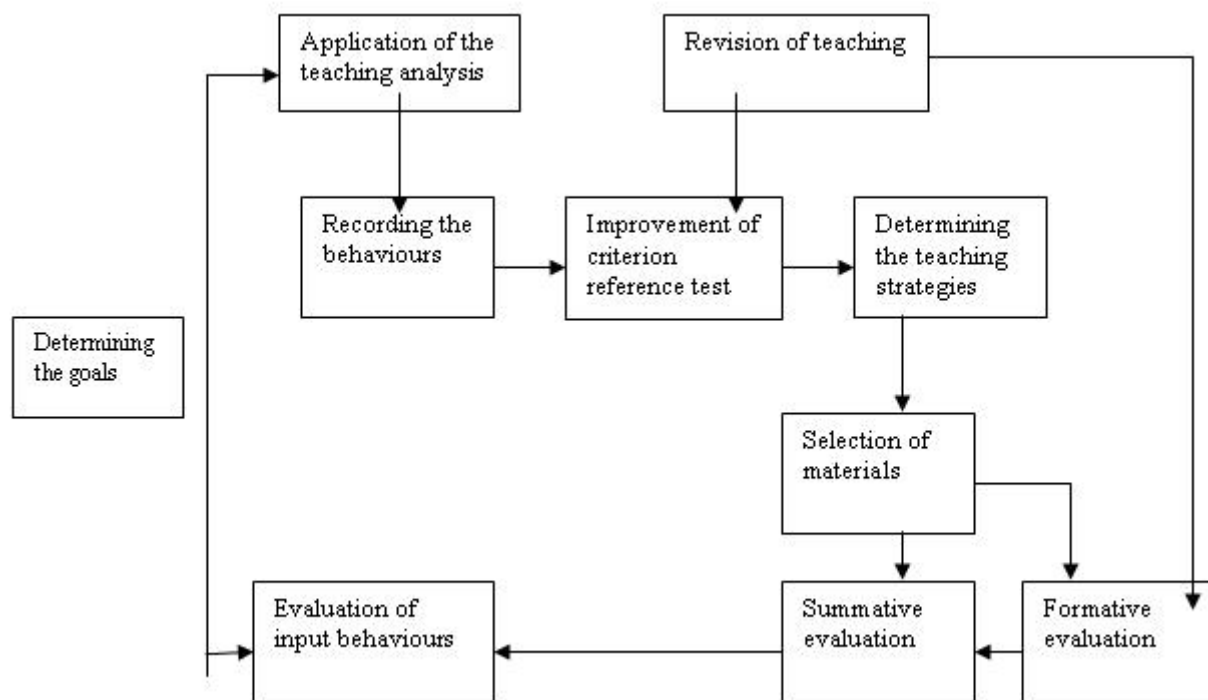 Application of the
teaching analysis
Revision of teaching
Recording the
behaviours
Improvement of
criterion
reference test
Determining
the teaching
strategies
Determining
the goals
Selection of
materials
Evaluation of
input behaviours
Summative
evaluation
Formative
evaluation